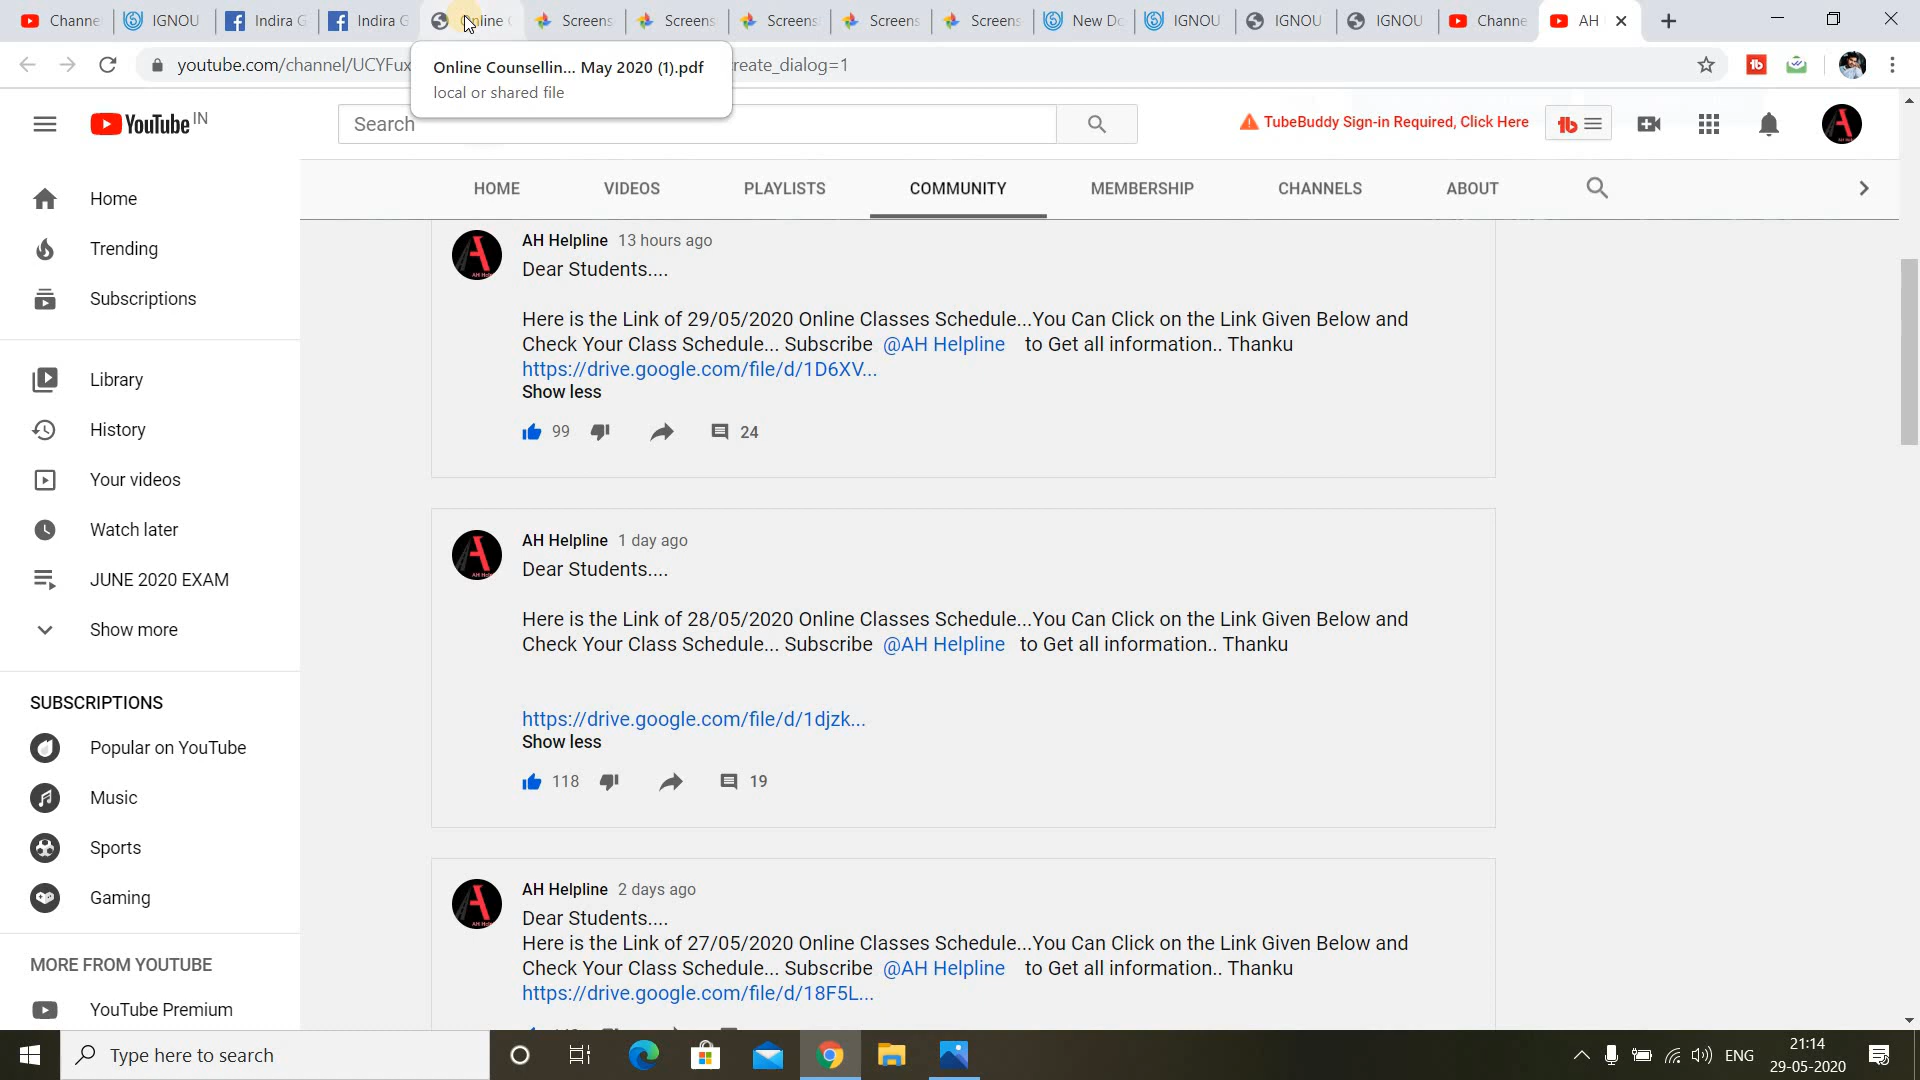 Channe
IGNOU
Indira G
Indira G
Online C
Screens
Screens
Screens
Screens
Screens
New Do
IGNOU
IGNOU
IGNOU
Channe
AH
youtube.com/channel/UCYFux
create_dialog=1
Online Counsellin... May 2020 (1).pdf
local or shared file
YouTube IN
Search
TubeBuddy Sign-in Required, Click Here
HOME
VIDEOS
PLAYLISTS
COMMUNITY
MEMBERSHIP
CHANNELS
ABOUT
Home
Trending
Subscriptions
Library
History
Your videos
Watch later
JUNE 2020 EXAM
Show more
SUBSCRIPTIONS
Popular on YouTube
Music
Sports
Gaming
MORE FROM YOUTUBE
YouTube Premium
AH Helpline 13 hours ago
Dear Students....
Here is the Link of 29/05/2020 Online Classes Schedule...You Can Click on the Link Given Below and
Check Your Class Schedule... Subscribe @AH Helpline to Get all information.. Thanku
https://drive.google.com/file/d/1D6XV...
Show less
99
24
AH Helpline 1 day ago
Dear Students....
Here is the Link of 28/05/2020 Online Classes Schedule...You Can Click on the Link Given Below and
Check Your Class Schedule... Subscribe @AH Helpline to Get all information.. Thanku
https://drive.google.com/file/d/1djzk...
Show less
118
19
AH Helpline 2 days ago
Dear Students....
Here is the Link of 27/05/2020 Online Classes Schedule...You Can Click on the Link Given Below and
Check Your Class Schedule... Subscribe @AH Helpline to Get all information.. Thanku
https://drive.google.com/file/d/18F5L...
Type here to search
ENG
21:14
29-05-2020